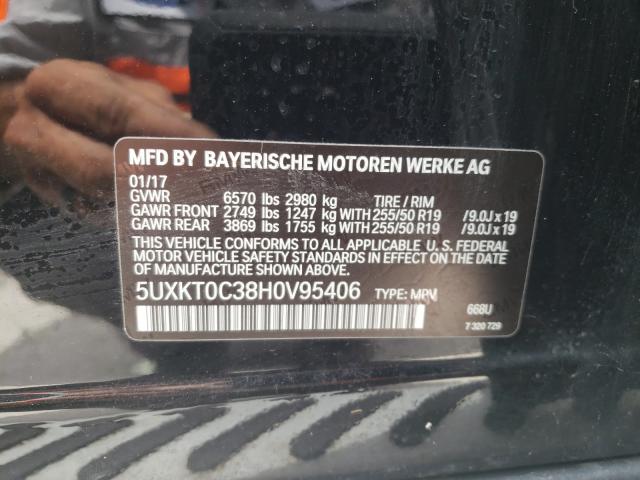 MFD BY BAYERISCHE MOTOREN WERKE AG
01/17
GVWR 6570 lbs 2980 kg TIRE / RIM
GAWR FRONT 2749 lbs 1247 kg WITH 255/50 R19 /9.0J x 19
GAWR REAR 3869 lbs 1755 kg WITH 255/50 R19 /9.0J x 19
THIS VEHICLE CONFORMS TO ALL APPLICABLE U. S. FEDERAL
MOTOR VEHICLE SAFETY STANDARDS IN EFFECT ON THE
DATE OF MANUFACTURE SHOWN ABOVE.
5UXKT0C38H0V95406 TYPE: MPV
668U
7 320 729